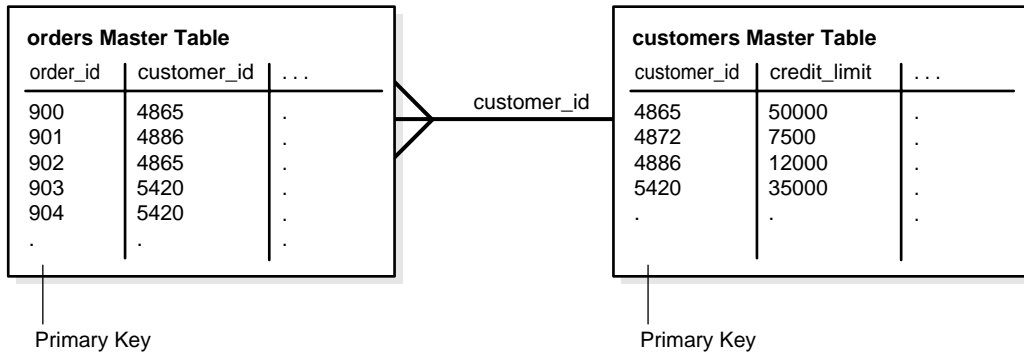 orders Master Table
order_id customer_id . . .
900 4865 .
901 4886 .
902 4865 .
903 5420 .
904 5420 .
. . .
Primary Key
customer_id
customers Master Table
customer_id credit_limit . . .
4865 50000 .
4872 7500 .
4886 12000 .
5420 35000 .
. . .
.
Primary Key